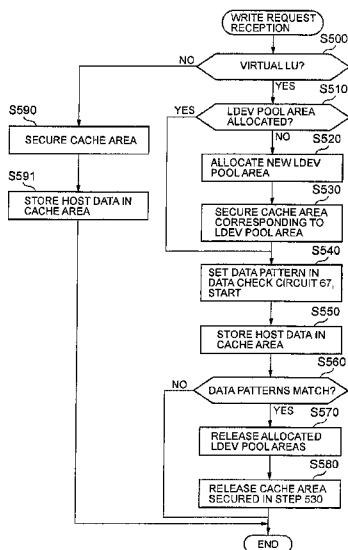 WRITE REQUEST
RECEPTION
S500
NO
VIRTUAL LU?
YES
S510
S590
YES
LDEV POOL AREA
ALLOCATED?
SECURE CACHE AREA
NO
S520
S591
ALLOCATE NEW LDEV
POOL AREA
STORE HOST DATA IN
CACHE AREA
S530
SECURE CACHE AREA
CORRESPONDING TO
LDEV POOL AREA
S540
SET DATA PATTERN IN
DATA CHECK CIRCUIT 67,
START
S550
STORE HOST DATA IN
CACHE AREA
S560
NO
DATA PATTERNS MATCH?
YES
S570
RELEASE ALLOCATED
LDEV POOL AREAS
S580
RELEASE CACHE AREA
SECURED IN STEP 530
END